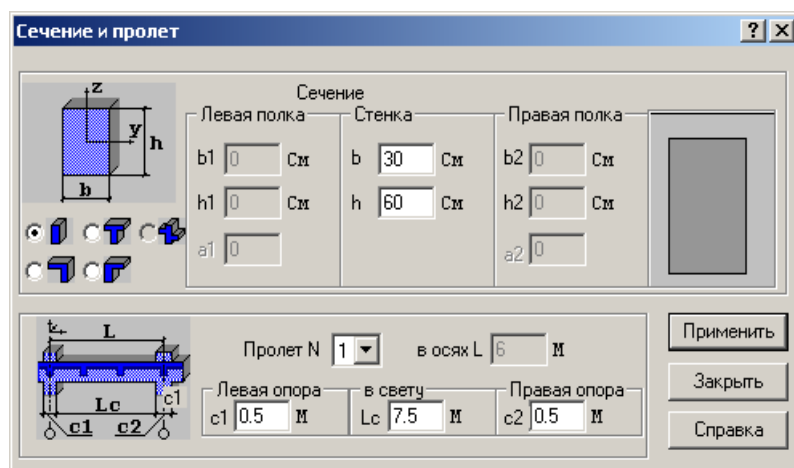 Сечение и пролет
z
y
h
b
Сечение
Левая полка
Стенка
Правая полка
b1 0 См
b 30 См
b2 0 См
h1 0 См
h 60 См
h2 0 См
a1 0
a2 0
L
Lc
c1
c1 c2
Пролет N 1
в осях L 6 М
Левая опора
в свету
Правая опора
c1 0.5 М
Lc 7.5 М
c2 0.5 М
Применить
Закрыть
Справка